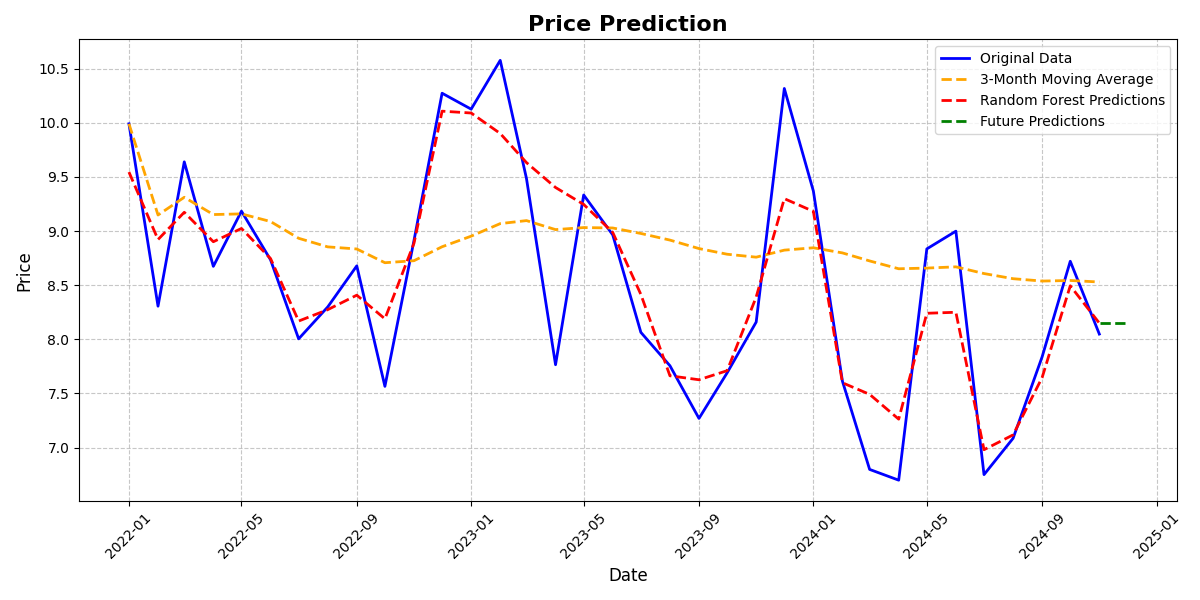 Price Prediction
Original Data
3-Month Moving Average
Random Forest Predictions
Future Predictions
Price
10.5
10.0
9.5
9.0
8.5
8.0
7.5
7.0
2022-01
2022-05
2022-09
2023-01
2023-05
2023-09
2024-01
2024-05
2024-09
2025-01
Date